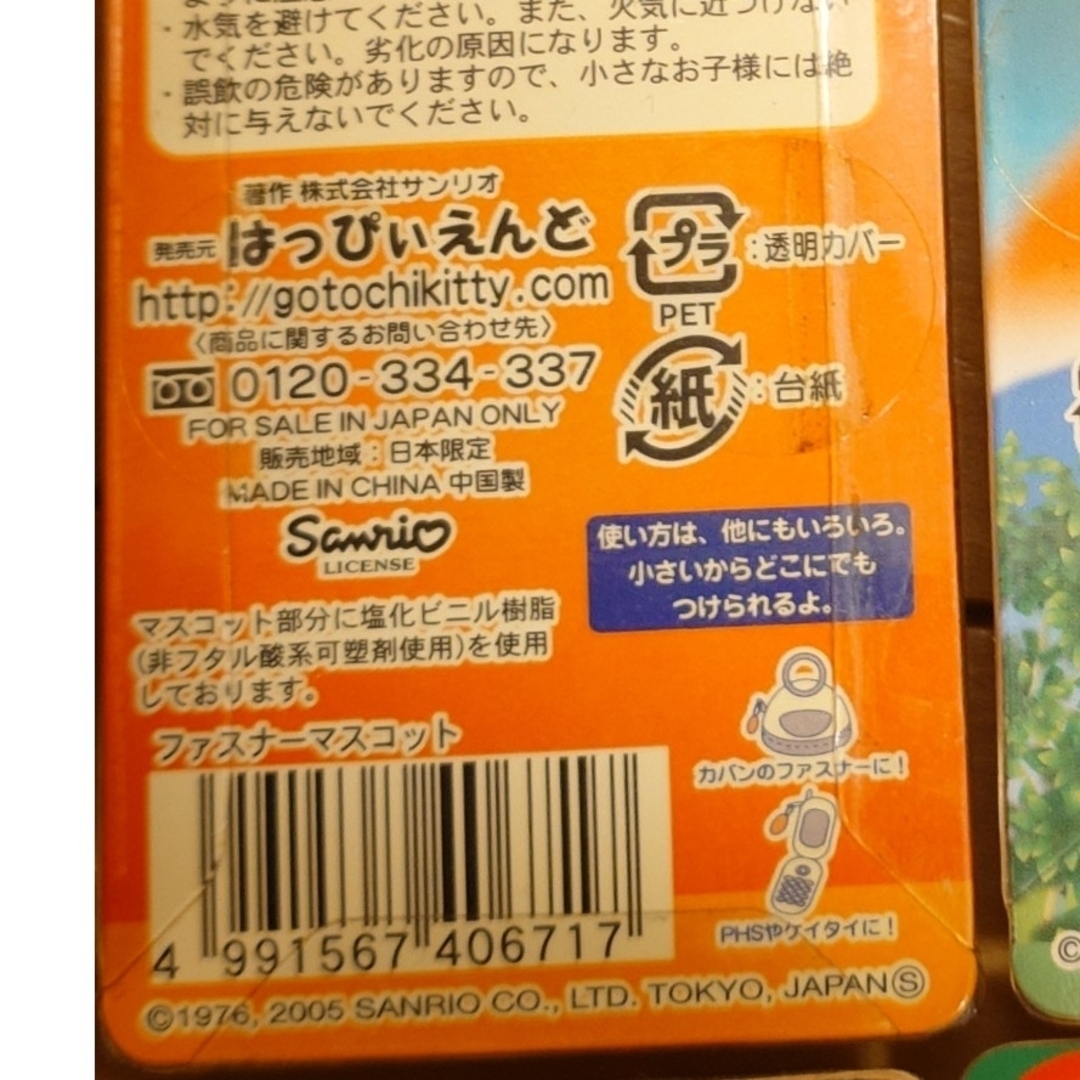 ・水気を避けてください。また、火気に近づけない
でください。劣化の原因になります。
・誤飲の危険がありますので、小さなお子様には絶
対に与えないでください。
著作 株式会社サンリオ
発売元 はっぴぃえんど
http://gotochikitty.com
〈商品に関するお問い合わせ先〉
0120-334-337
FOR SALE IN JAPAN ONLY
販売地域：日本限定
MADE IN CHINA 中国製
Sanrio
LICENSE
プラ：透明カバー
PET
紙：台紙
使い方は、他にもいろいろ。
小さいからどこにでも
つけられるよ。
マスコット部分に塩化ビニル樹脂
(非フタル酸系可塑剤使用)を使用
しております。
ファスナーマスコット
カバンのファスナーに！
PHSやケイタイに！
4 991567 406717
©1976, 2005 SANRIO CO., LTD. TOKYO, JAPAN Ⓢ
©